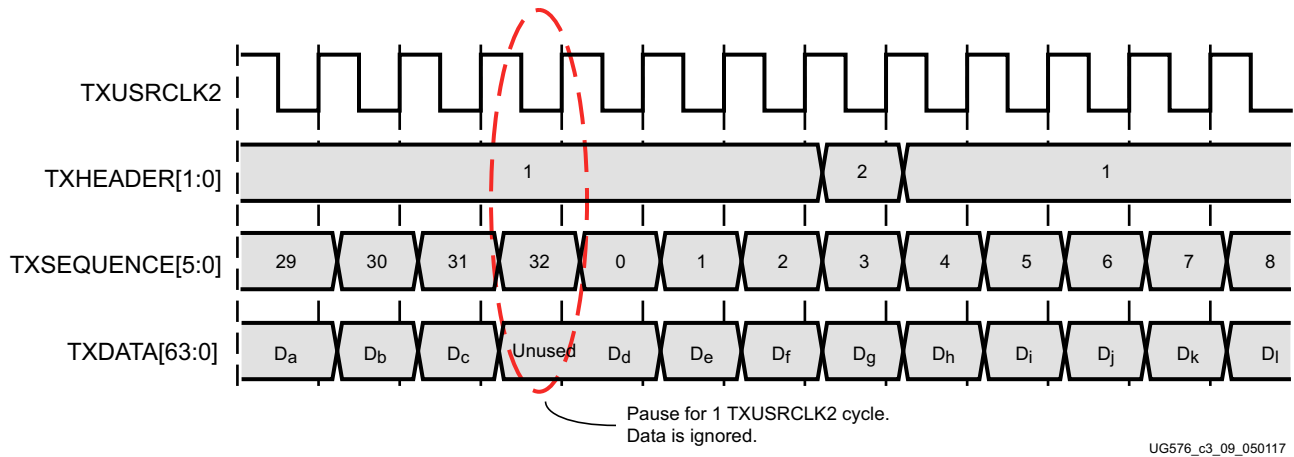 TXUSRCLK2
TXHEADER[1:0] 1 2 1
TXSEQUENCE[5:0] 29 30 31 32 0 1 2 3 4 5 6 7 8
TXDATA[63:0] Da Db Dc Unused Dd De Df Dg Dh Di Dj Dk Dl
Pause for 1 TXUSRCLK2 cycle.
Data is ignored.
UG576_c3_09_050117